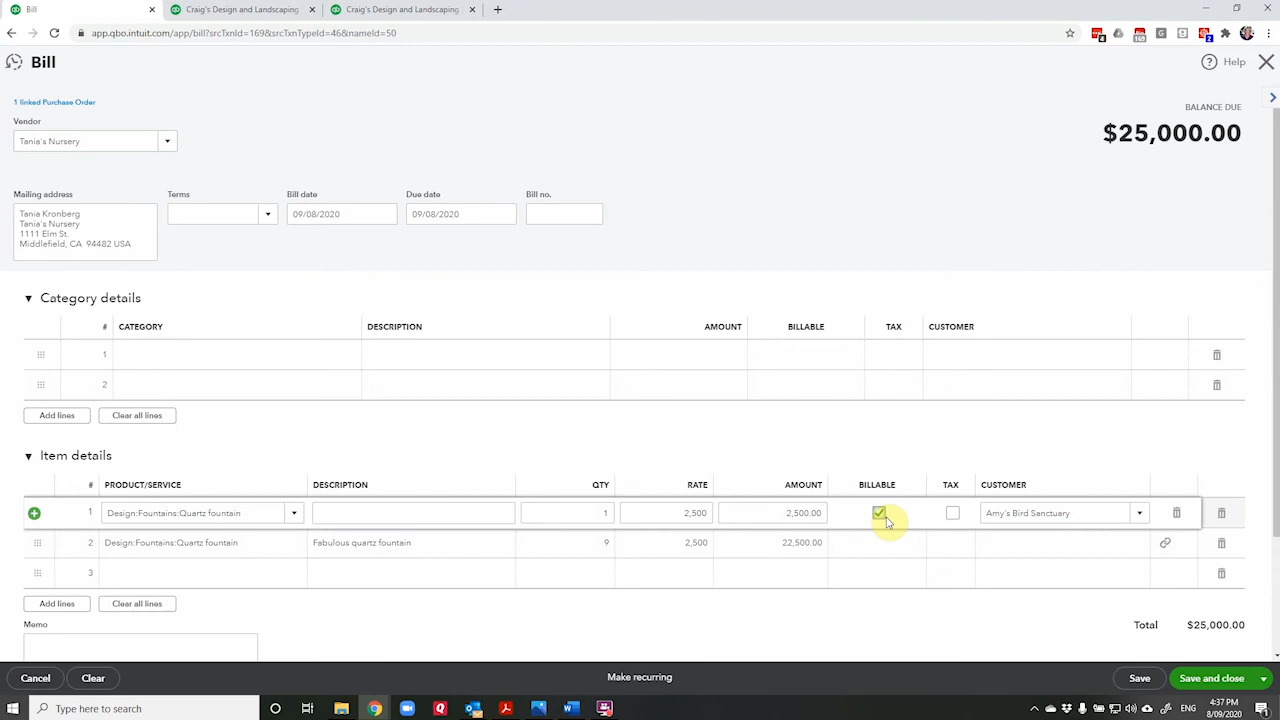 Bill
Craig's Design and Landscaping
Craig's Design and Landscaping
app.qbo.intuit.com/app/bill?srcTxnId=169&srcTxnTypeId=46&nameId=50
Bill
Help
1 linked Purchase Order
BALANCE DUE
$25,000.00
Vendor
Tania's Nursery
Mailing address Terms Bill date Due date Bill no.
Tania Kronberg
Tania's Nursery
1111 Elm St.
Middlefield, CA 94482 USA
09/08/2020 09/08/2020
Category details
# CATEGORY DESCRIPTION AMOUNT BILLABLE TAX CUSTOMER
1
2
Add lines Clear all lines
Item details
# PRODUCT/SERVICE DESCRIPTION QTY RATE AMOUNT BILLABLE TAX CUSTOMER
1 Design:Fountains:Quartz fountain 1 2,500 2,500.00 Amy's Bird Sanctuary
2 Design:Fountains:Quartz fountain Fabulous quartz fountain 9 2,500 22,500.00
3
Add lines Clear all lines
Memo
Total $25,000.00
Cancel Clear Make recurring Save Save and close
Type here to search
4:37 PM
8/09/2020